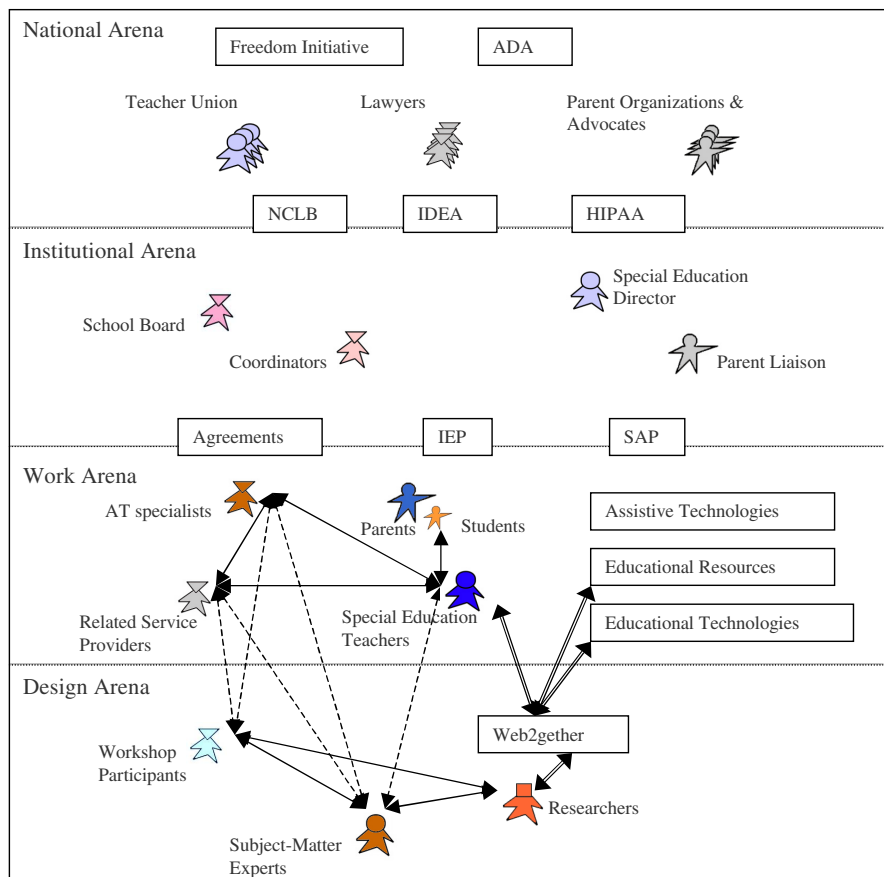 National Arena
Freedom Initiative
ADA
Teacher Union
Lawyers
Parent Organizations &
Advocates
NCLB
IDEA
HIPAA
Institutional Arena
Special Education
Director
School Board
Coordinators
Parent Liaison
Agreements
IEP
SAP
Work Arena
AT specialists
Parents
Students
Assistive Technologies
Educational Resources
Related Service
Providers
Special Education
Teachers
Educational Technologies
Design Arena
Web2gether
Workshop
Participants
Researchers
Subject-Matter
Experts